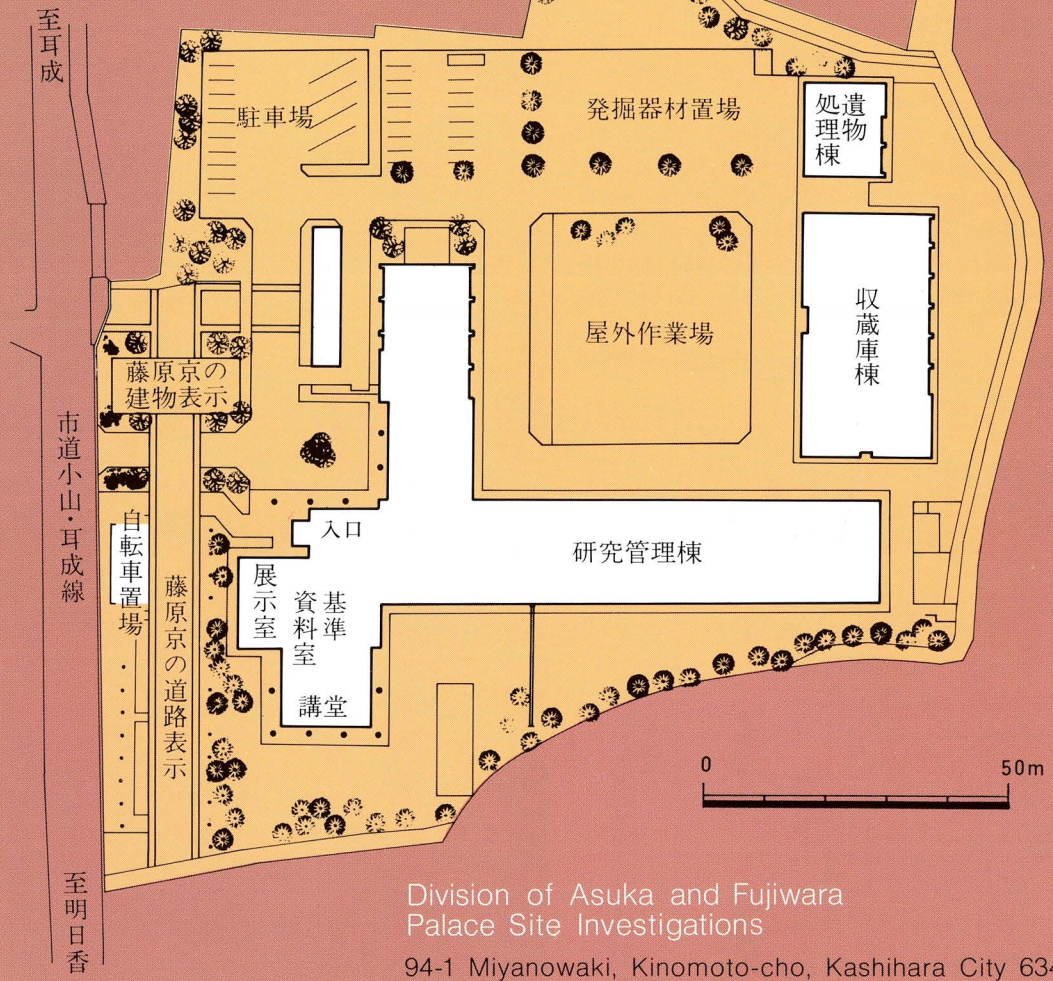 至耳成
駐車場
発掘器材置場
遺物
処理棟
収蔵庫棟
屋外作業場
藤原京の
建物表示
市道小山・耳成線
自転車置場
藤原京の道路表示
入口
展示室
基準
資料室
講堂
研究管理棟
0 50m
至明日香
Division of Asuka and Fujiwara
Palace Site Investigations
94-1 Miyanowaki, Kinomoto-cho, Kashihara City 634